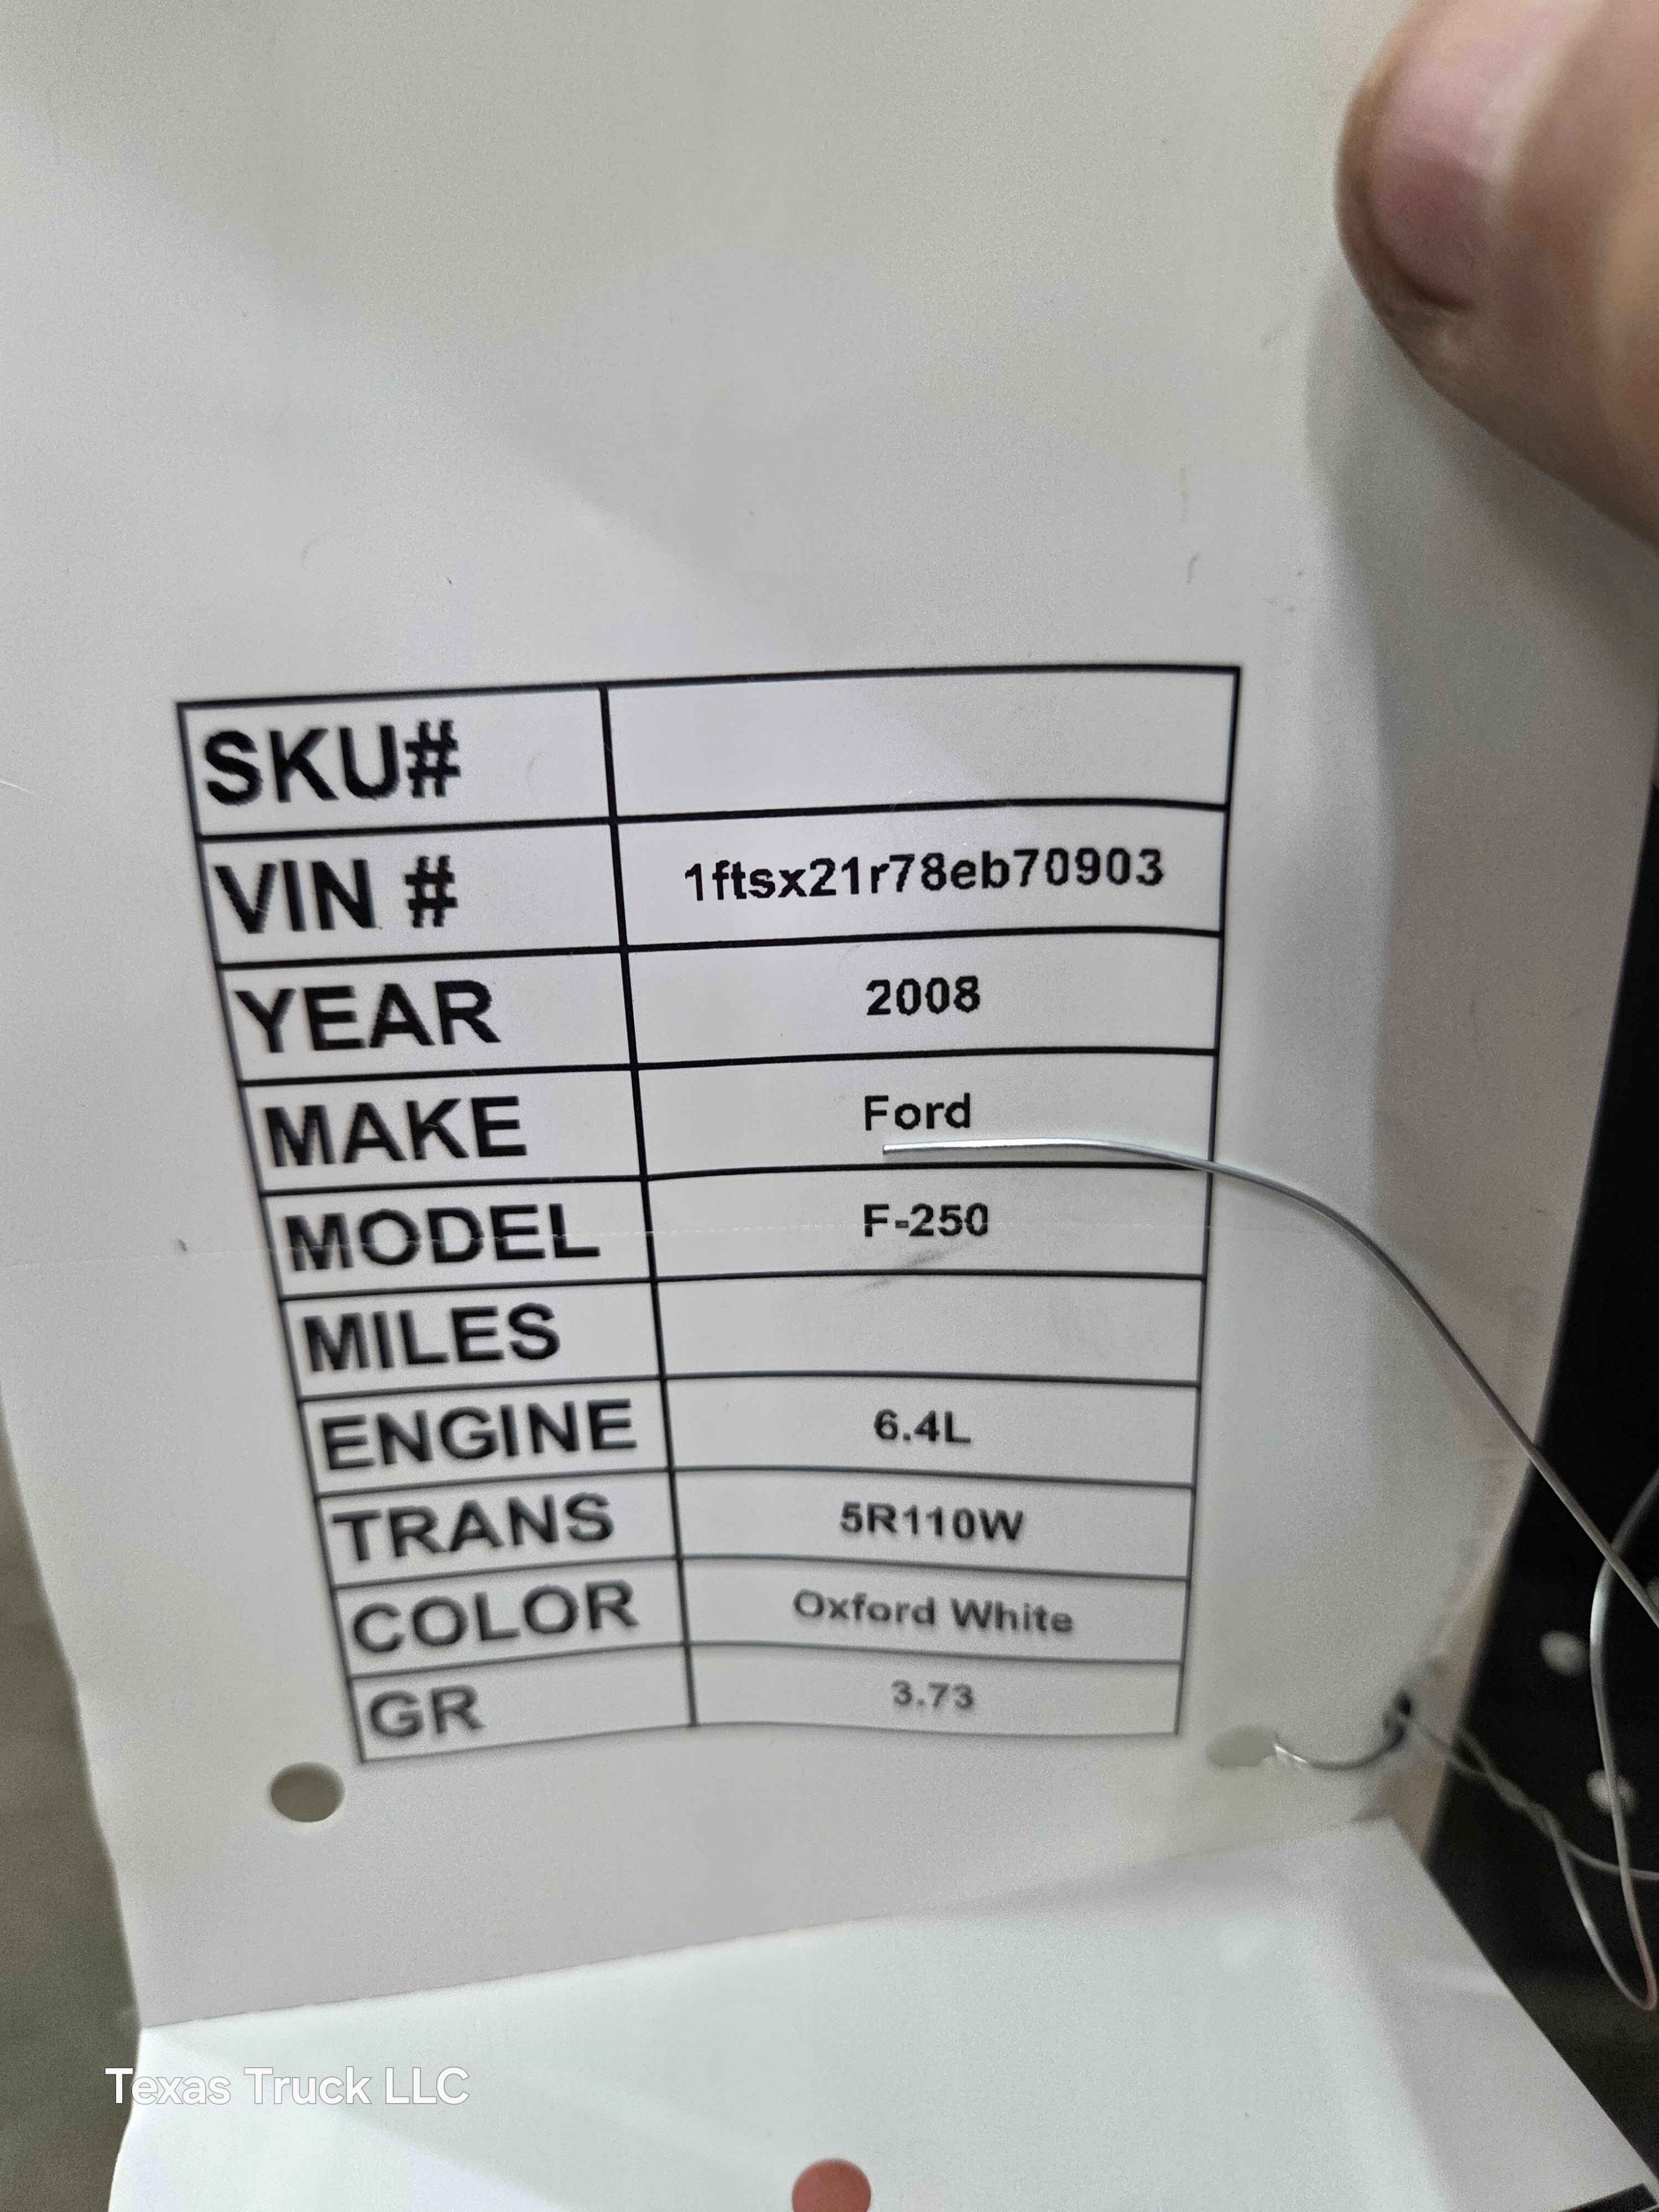 SKU#
VIN # 1ftsx21r78eb70903
YEAR 2008
MAKE Ford
MODEL F-250
MILES
ENGINE 6.4L
TRANS 5R110W
COLOR Oxford White
GR 3.73
Texas Truck LLC